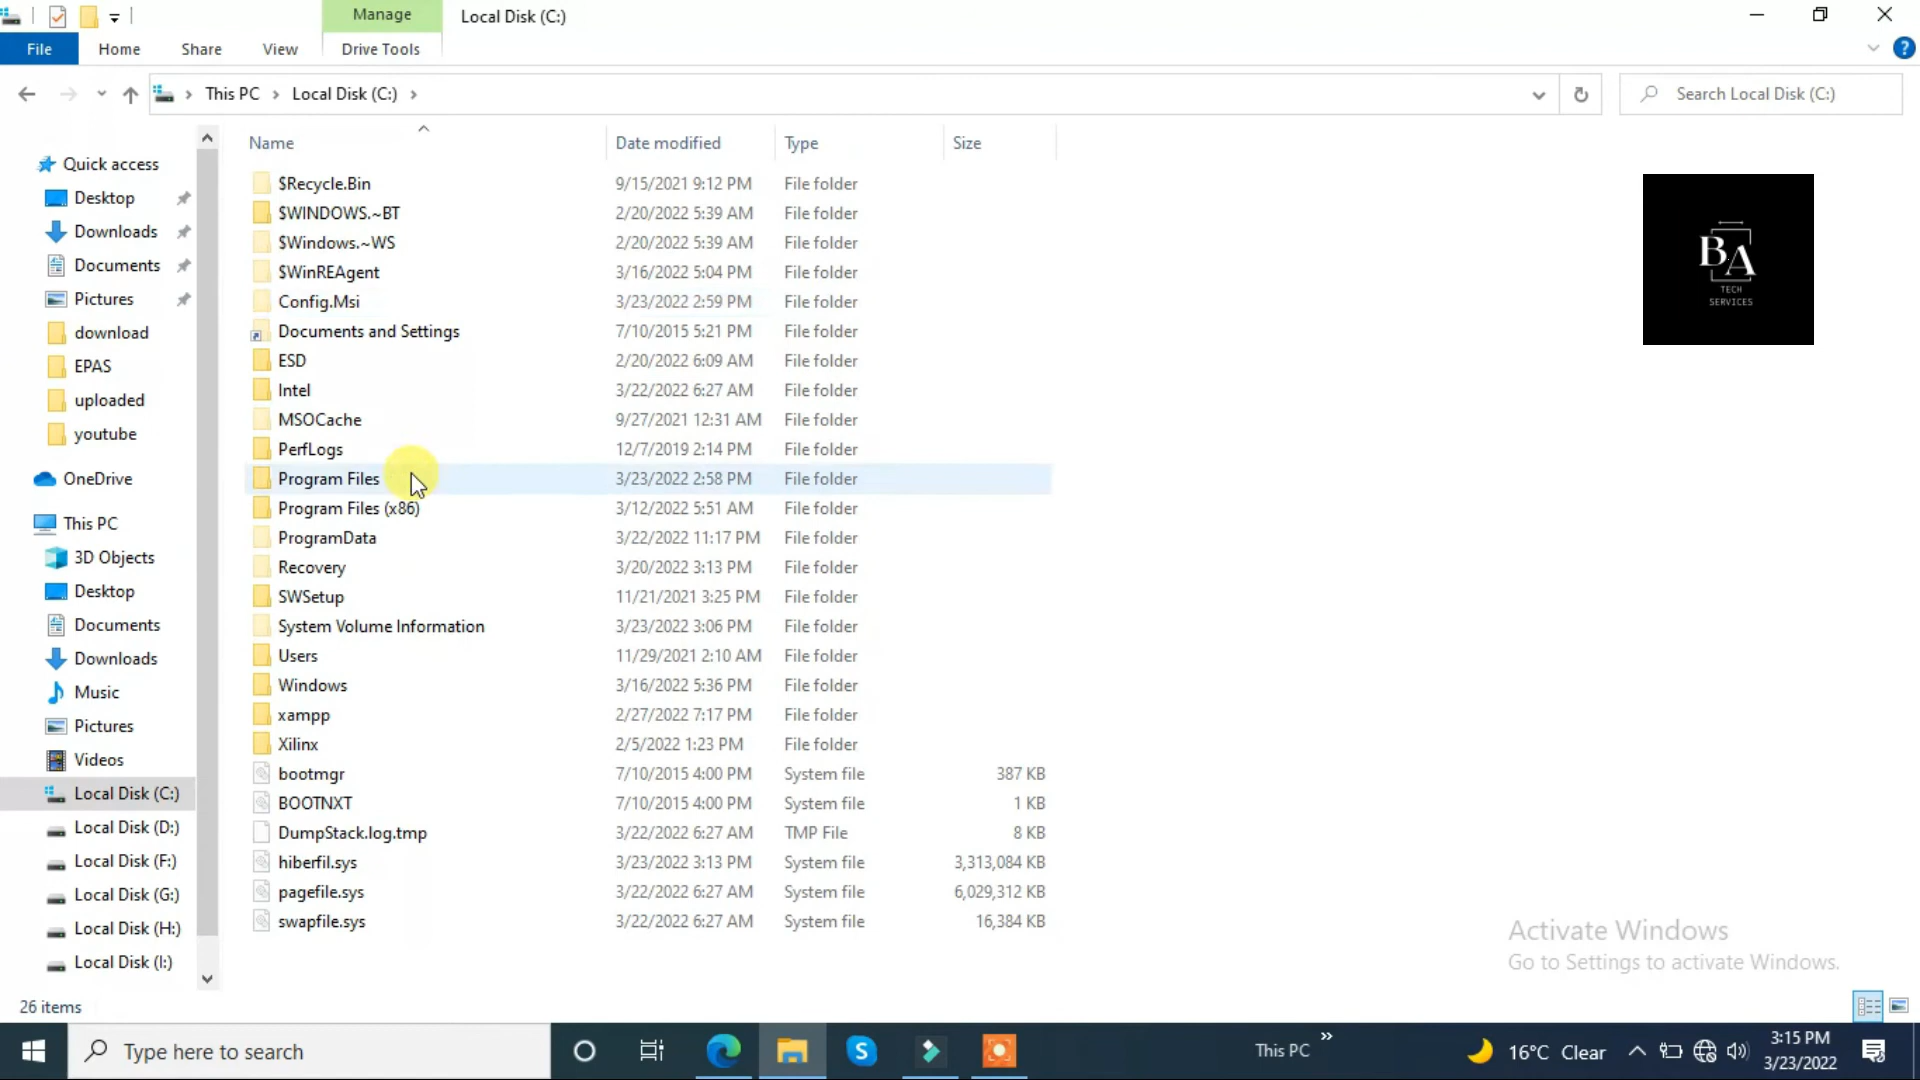 Manage
Local Disk (C:)
File
Home
Share
View
Drive Tools
This PC
Local Disk (C:)
Search Local Disk (C:)
Name
Date modified
Type
Size
Quick access
Desktop
Downloads
Documents
Pictures
download
EPAS
uploaded
youtube
OneDrive
This PC
3D Objects
Desktop
Documents
Downloads
Music
Pictures
Videos
Local Disk (C:)
Local Disk (D:)
Local Disk (F:)
Local Disk (G:)
Local Disk (H:)
Local Disk (I:)
$Recycle.Bin 9/15/2021 9:12 PM File folder
$WINDOWS.~BT 2/20/2022 5:39 AM File folder
$Windows.~WS 2/20/2022 5:39 AM File folder
$WinREAgent 3/16/2022 5:04 PM File folder
Config.Msi 3/23/2022 2:59 PM File folder
Documents and Settings 7/10/2015 5:21 PM File folder
ESD 2/20/2022 6:09 AM File folder
Intel 3/22/2022 6:27 AM File folder
MSOCache 9/27/2021 12:31 AM File folder
PerfLogs 12/7/2019 2:14 PM File folder
Program Files 3/23/2022 2:58 PM File folder
Program Files (x86) 3/12/2022 5:51 AM File folder
ProgramData 3/22/2022 11:17 PM File folder
Recovery 3/20/2022 3:13 PM File folder
SWSetup 11/21/2021 3:25 PM File folder
System Volume Information 3/23/2022 3:06 PM File folder
Users 11/29/2021 2:10 AM File folder
Windows 3/16/2022 5:36 PM File folder
xampp 2/27/2022 7:17 PM File folder
Xilinx 2/5/2022 1:23 PM File folder
bootmgr 7/10/2015 4:00 PM System file 387 KB
BOOTNXT 7/10/2015 4:00 PM System file 1 KB
DumpStack.log.tmp 3/22/2022 6:27 AM TMP File 8 KB
hiberfil.sys 3/23/2022 3:13 PM System file 3,313,084 KB
pagefile.sys 3/22/2022 6:27 AM System file 6,029,312 KB
swapfile.sys 3/22/2022 6:27 AM System file 16,384 KB
BA
TECH
SERVICES
Activate Windows
Go to Settings to activate Windows.
26 items
Type here to search
This PC
16°C Clear
3:15 PM
3/23/2022